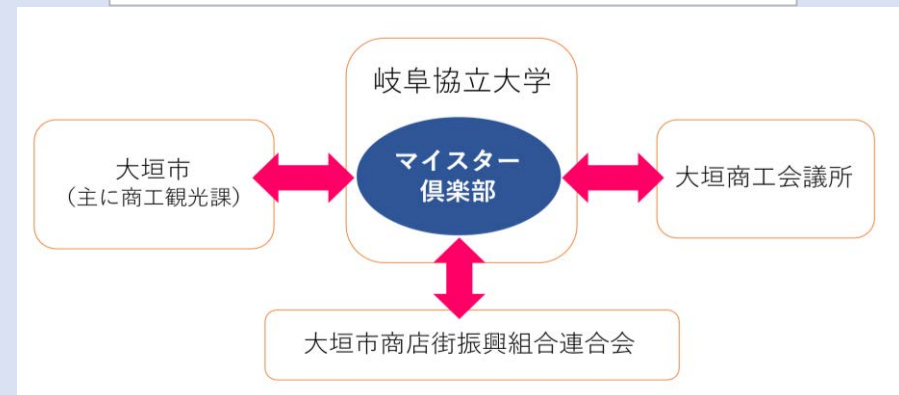 岐阜協立大学
マイスター
倶楽部
大垣市
（主に商工観光課）
大垣商工会議所
大垣市商店街振興組合連合会